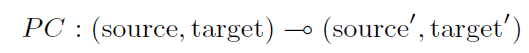 PC : (source, target) ⊸ (source′, target′)